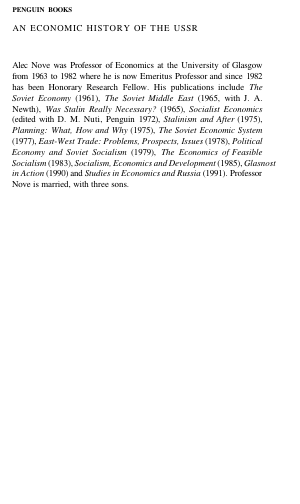 PENGUIN BOOKS
AN ECONOMIC HISTORY OF THE USSR
Alec Nove was Professor of Economics at the University of Glasgow
from 1963 to 1982 where he is now Emeritus Professor and since 1982
has been Honorary Research Fellow. His publications include The
Soviet Economy (1961), The Soviet Middle East (1965, with J. A.
Newth), Was Stalin Really Necessary? (1965), Socialist Economics
(edited with D. M. Nuti, Penguin 1972), Stalinism and After (1975),
Planning: What, How and Why (1975), The Soviet Economic System
(1977), East-West Trade: Problems, Prospects, Issues (1978), Political
Economy and Soviet Socialism (1979), The Economics of Feasible
Socialism (1983), Socialism, Economics and Development (1985), Glasnost
in Action (1990) and Studies in Economics and Russia (1991). Professor
Nove is married, with three sons.